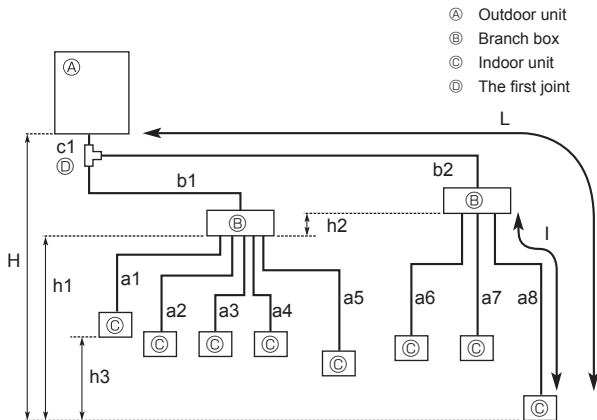 Ⓐ Outdoor unit
Ⓑ Branch box
Ⓒ Indoor unit
Ⓓ The first joint
Ⓐ
L
c1
Ⓓ
b2
b1
Ⓑ
Ⓑ
h2
I
H
h1
a1
a2
a3
a4
a5
a6
a7
a8
Ⓒ
Ⓒ
Ⓒ
Ⓒ
Ⓒ
Ⓒ
Ⓒ
h3
Ⓒ